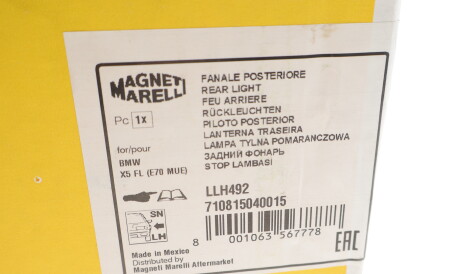 MAGNETI
MARELLI
Pc 1x
for/pour
BMW
X5 FL (E70 MUE)
FANALE POSTERIORE
REAR LIGHT
FEU ARRIERE
RÜCKLEUCHTEN
PILOTO POSTERIOR
LANTERNA TRASEIRA
LAMPA TYLNA POMARANCZOWA
ЗАДНИЙ ФОНАРЬ
STOP LAMBASI
LLH492
710815040015
SN
LH
8 001063 567778
EAC
Made in Mexico
Distributed by
Magneti Marelli Aftermarket